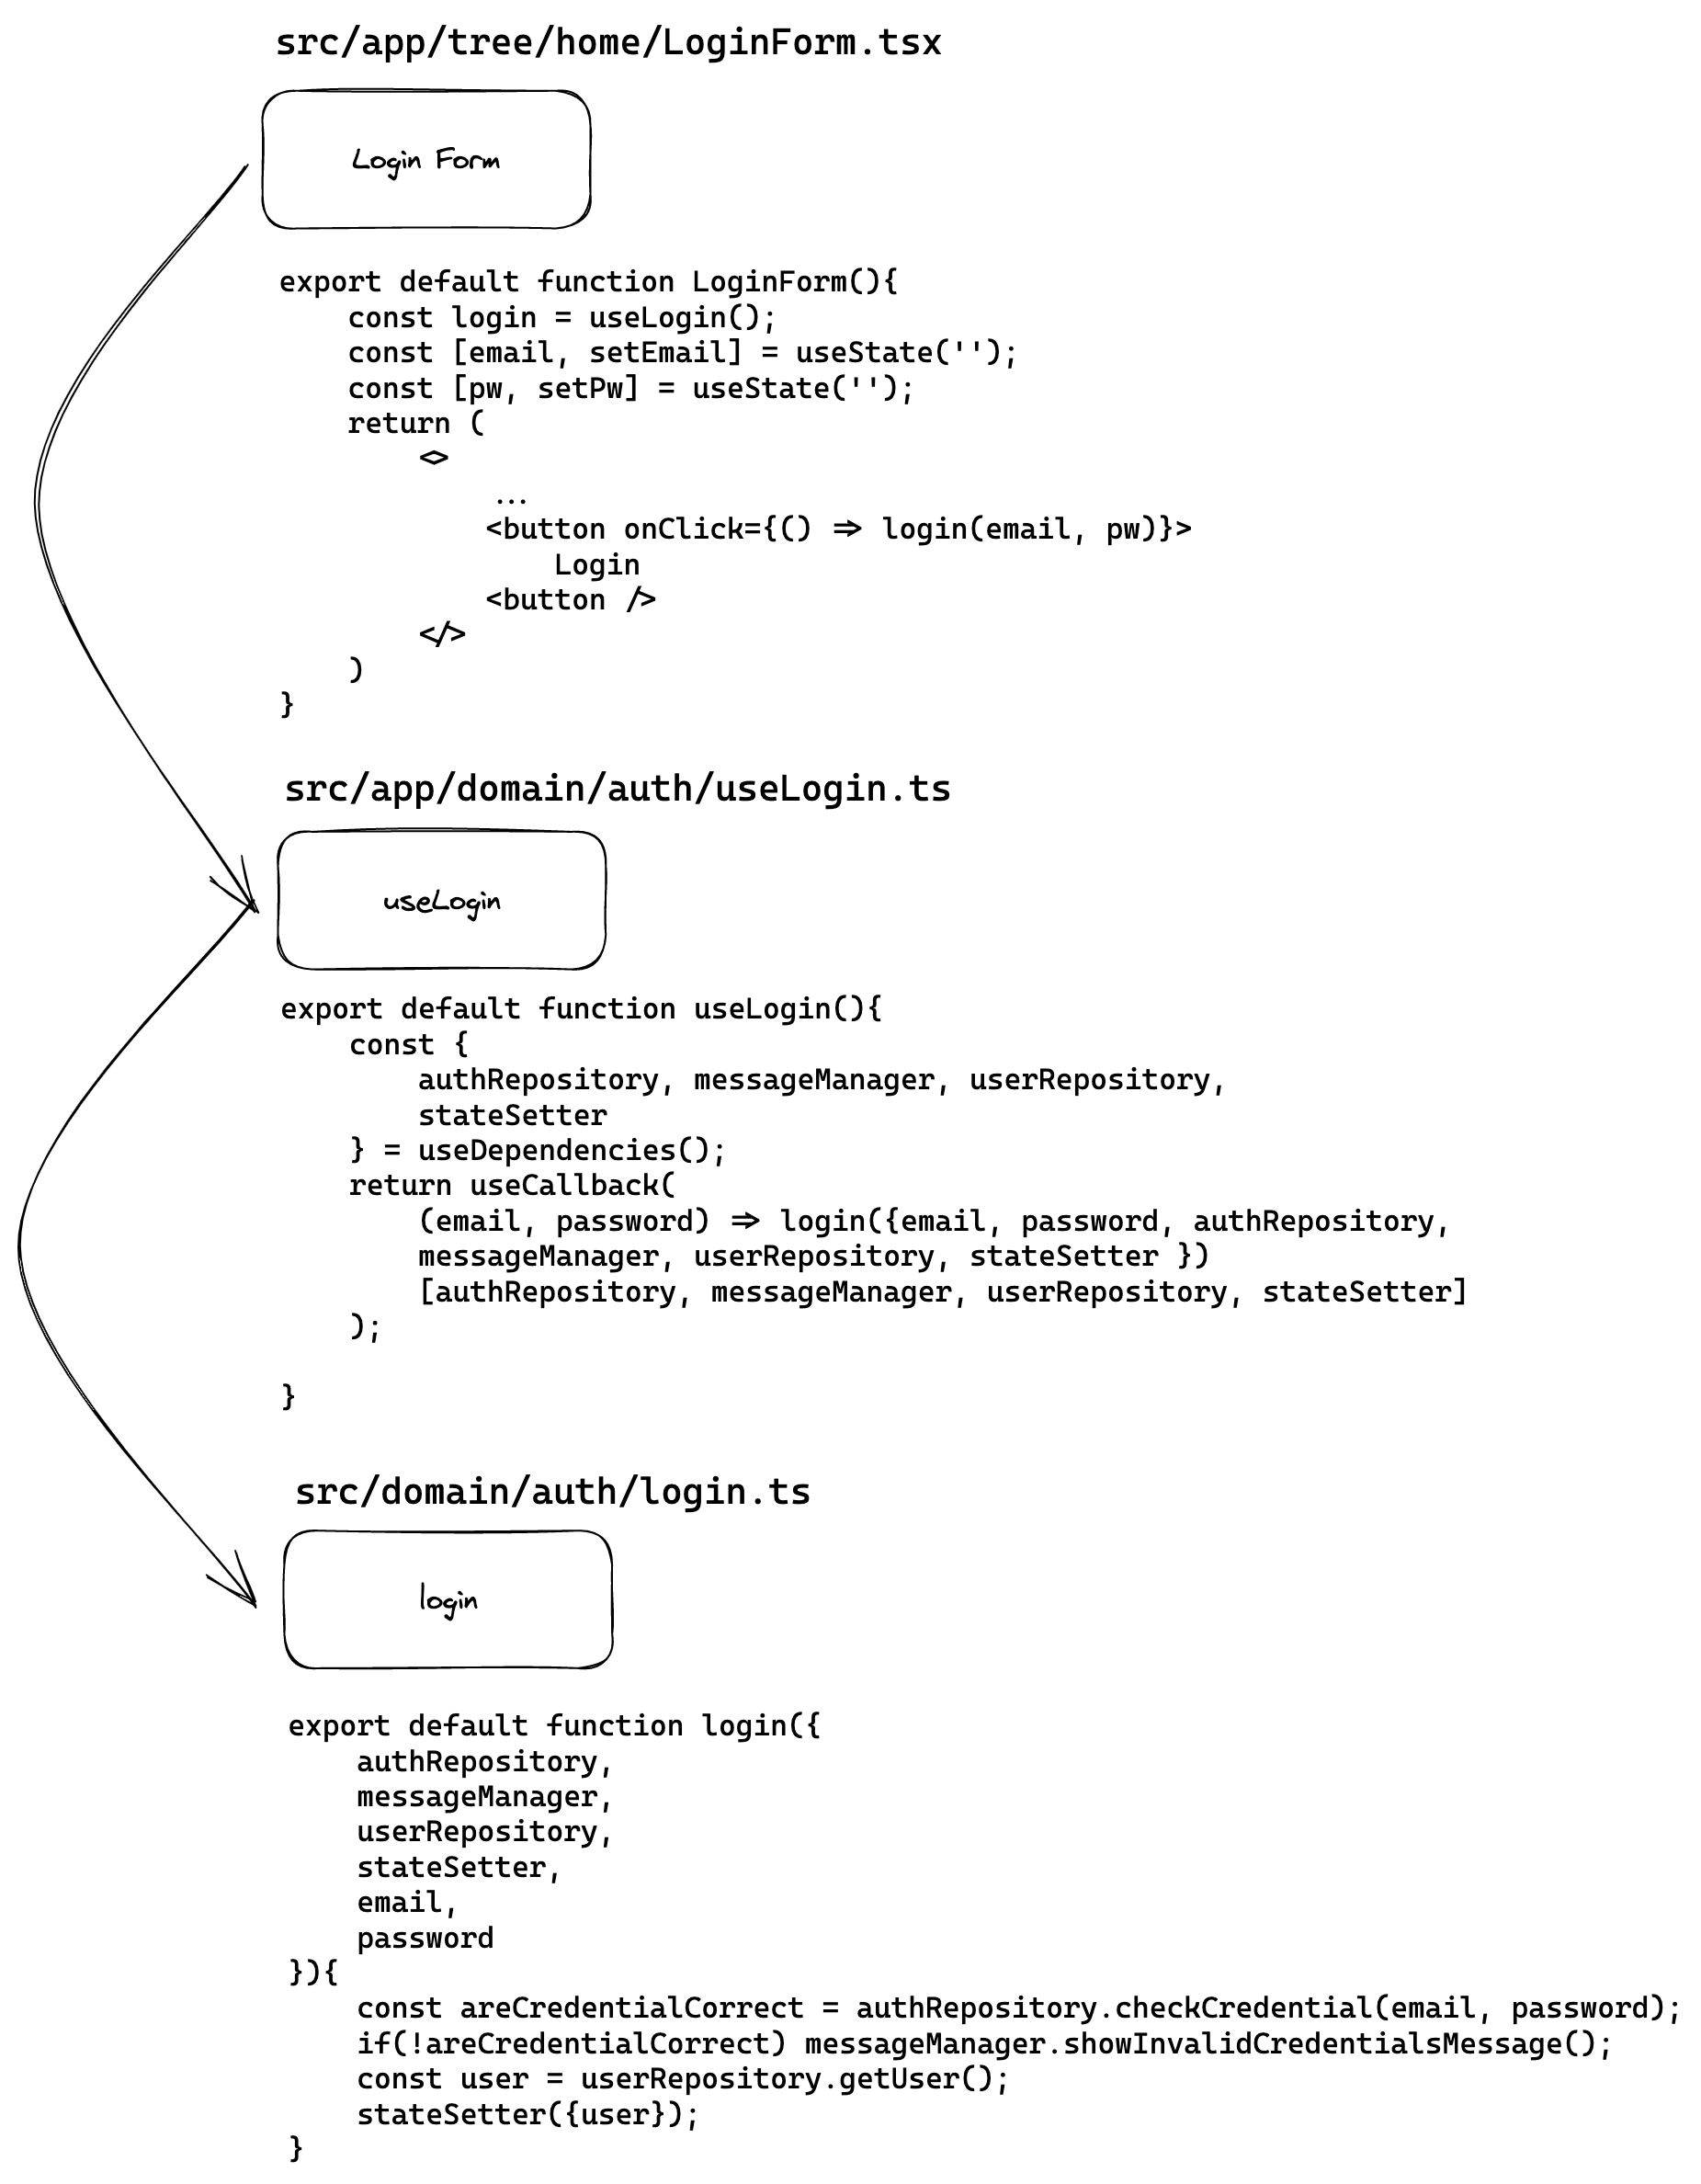 src/app/tree/home/LoginForm.tsx
Login Form
export default function LoginForm(){
    const login = useLogin();
    const [email, setEmail] = useState('');
    const [pw, setPw] = useState('');
    return (
        <>
            ...
            <button onClick={() => login(email, pw)}>
                Login
            <button />
        </>
    )
}
src/app/domain/auth/useLogin.ts
useLogin
export default function useLogin(){
    const {
        authRepository, messageManager, userRepository,
        stateSetter
    } = useDependencies();
    return useCallback(
        (email, password) => login({email, password, authRepository,
        messageManager, userRepository, stateSetter })
        [authRepository, messageManager, userRepository, stateSetter]
    );
}
src/domain/auth/login.ts
login
export default function login({
    authRepository,
    messageManager,
    userRepository,
    stateSetter,
    email,
    password
}){
    const areCredentialCorrect = authRepository.checkCredential(email, password);
    if(!areCredentialCorrect) messageManager.showInvalidCredentialsMessage();
    const user = userRepository.getUser();
    stateSetter({user});
}